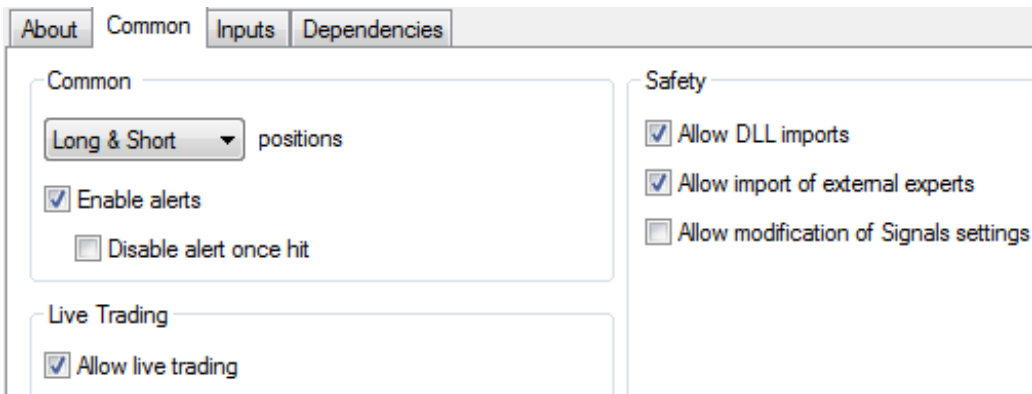 About Common Inputs Dependencies
Common
Long & Short positions
Enable alerts
Disable alert once hit
Live Trading
Allow live trading
Safety
Allow DLL imports
Allow import of external experts
Allow modification of Signals settings